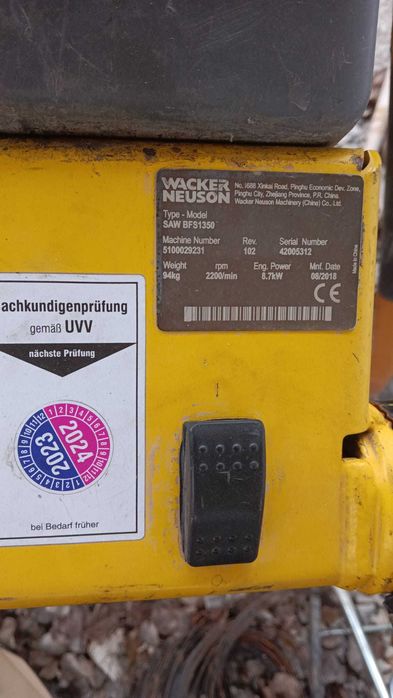 WACKER
NEUSON
No. 1688 Xinkai Road, Pinghu Economic Dev. Zone,
Pinghu City, Zhejiang Province, P.R. China
Wacker Neuson Machinery (China) Co., Ltd.
Type - Model
SAW BFS1350
Machine Number Rev.
5100029231 102 42005312
Weight rpm Eng. Power Mnf. Date
94kg 2200/min 8.7kW 08/2018
CE
Made in China
achkundigenprüfung
gemäß UVV
nächste Prüfung
2024
2023
bei Bedarf früher